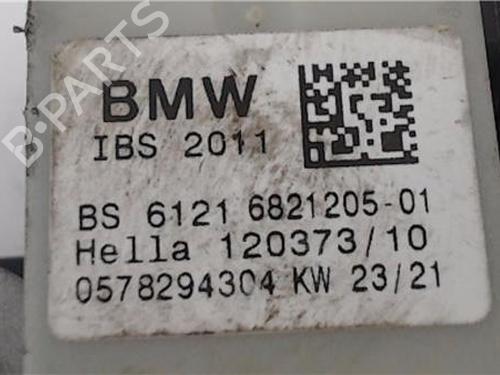 B-PARTS
BMW
IBS 2011
BS 6121 6821205-01
Hella 120373/10
0578294304 KW 23/21